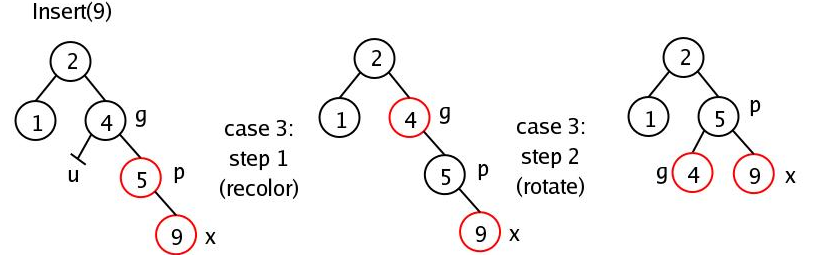 Insert(9)
2
1
4
g
u
5
p
9
x
case 3:
step 1
(recolor)
2
1
4
g
5
p
9
x
case 3:
step 2
(rotate)
2
1
5
p
g
4
9
x